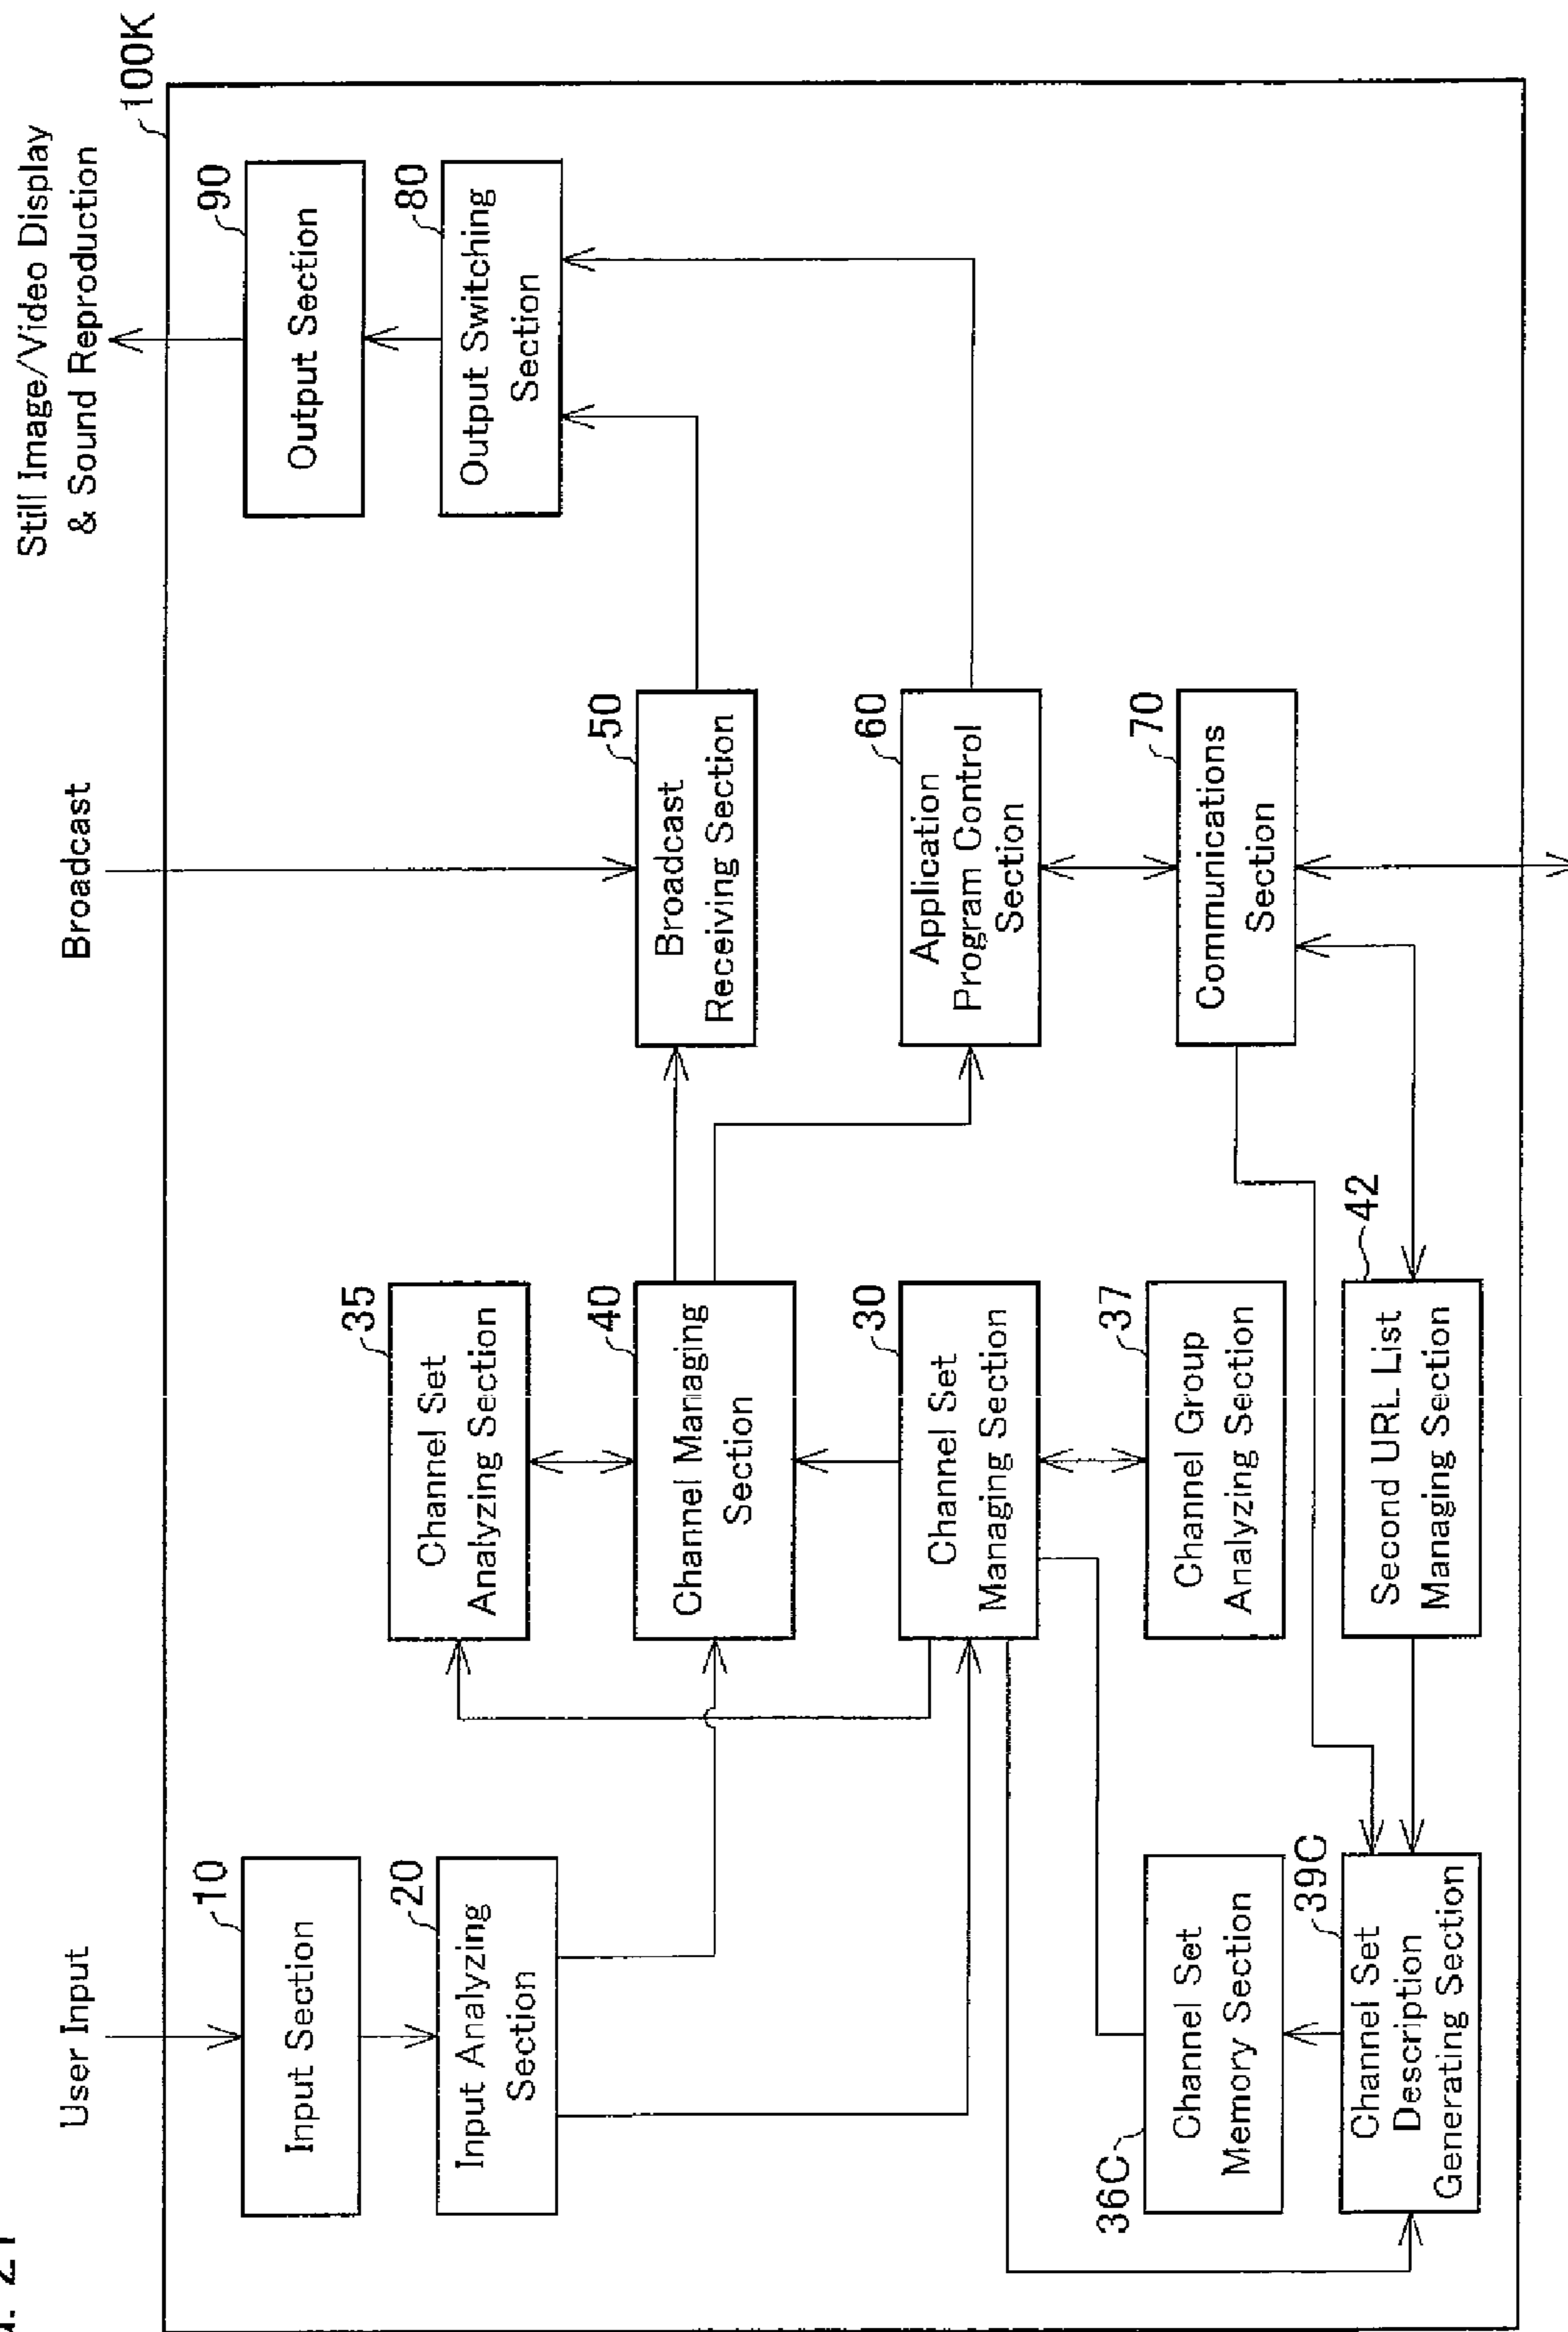 User Input
Broadcast
Still Image/Video Display
& Sound Reproduction
100K
10
Input Section
20
Input Analyzing
Section
35
Channel Set
Analyzing Section
40
Channel Managing
Section
30
Channel Set
Managing Section
37
Channel Group
Analyzing Section
36C
Channel Set
Memory Section
39C
Channel Set
Description
Generating Section
42
Second URL List
Managing Section
50
Broadcast
Receiving Section
60
Application
Program Control
Section
70
Communications
Section
80
Output Switching
Section
90
Output Section